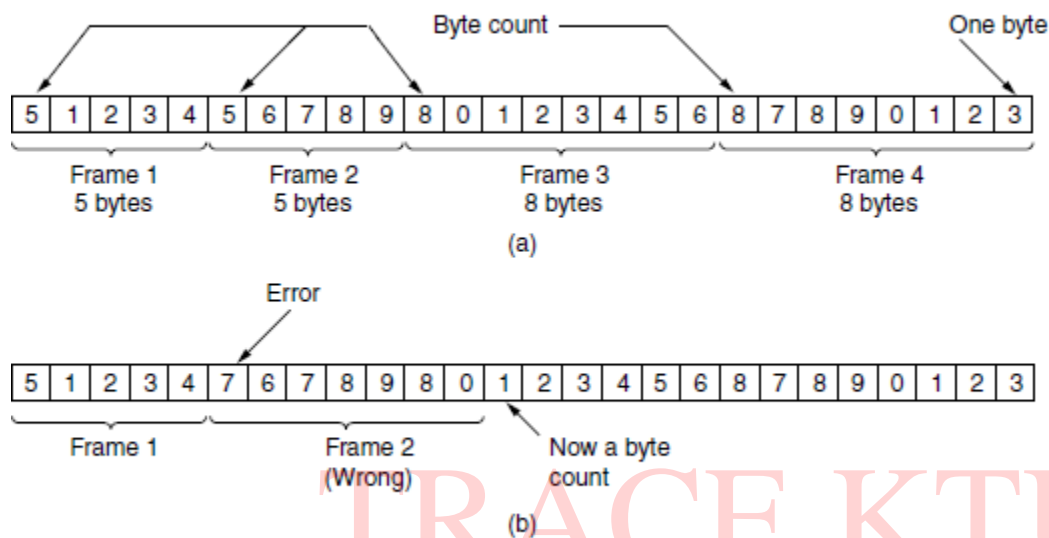 Byte count One byte
5 1 2 3 4 5 6 7 8 9 8 0 1 2 3 4 5 6 8 7 8 9 0 1 2 3
Frame 1 Frame 2 Frame 3 Frame 4
5 bytes 5 bytes 8 bytes 8 bytes
(a)
Error
5 1 2 3 4 7 6 7 8 9 8 0 1 2 3 4 5 6 8 7 8 9 0 1 2 3
Frame 1 Frame 2 Now a byte
(Wrong) count
TRACE KT
(b)